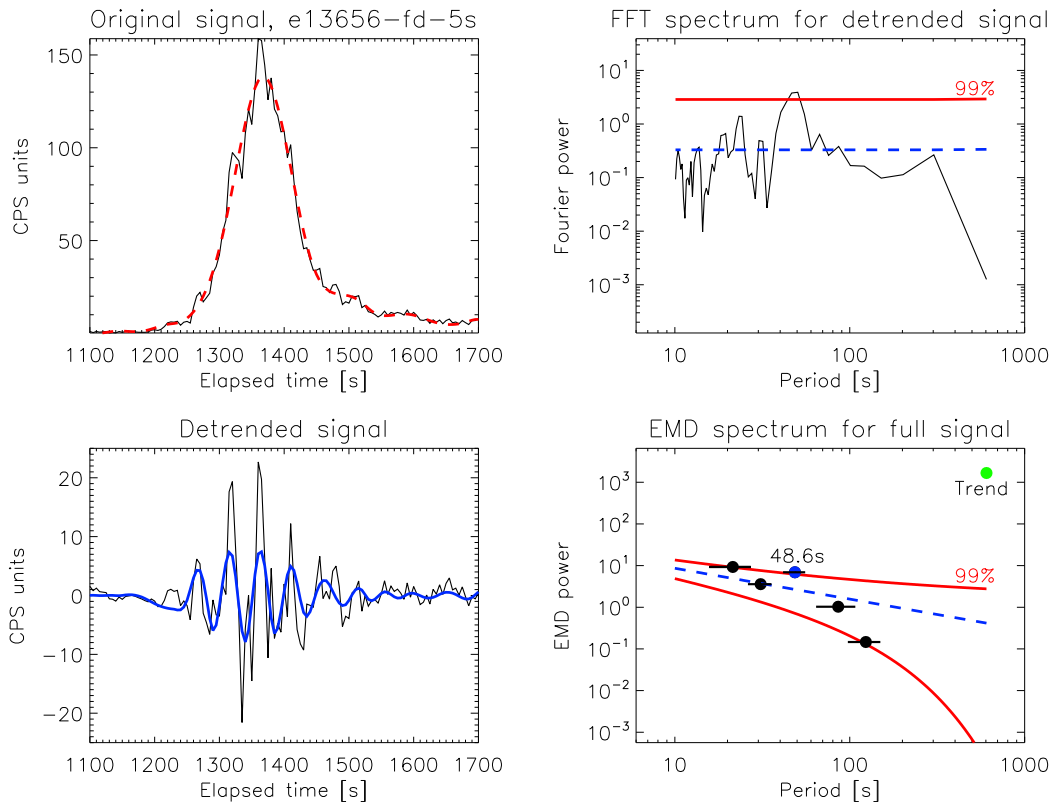 Original signal, e13656-fd-5s
150
100
50
CPS units
1100 1200 1300 1400 1500 1600 1700
Elapsed time [s]
FFT spectrum for detrended signal
10^1
10^0
10^-1
10^-2
10^-3
Fourier power
99%
10 100 1000
Period [s]
Detrended signal
20
10
0
-10
-20
CPS units
1100 1200 1300 1400 1500 1600 1700
Elapsed time [s]
EMD spectrum for full signal
10^3
10^2
10^1
10^0
10^-1
10^-2
10^-3
EMD power
Trend
48.6s
99%
10 100 1000
Period [s]